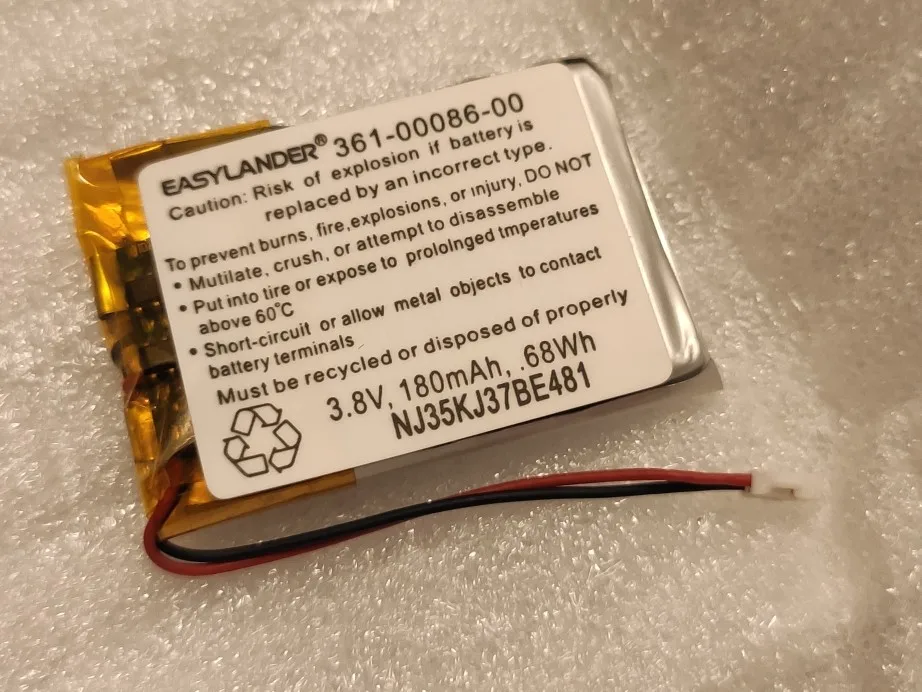 EASYLANDER® 361-00086-00
Caution: Risk of explosion if battery is
replaced by an incorrect type.
To prevent burns, fire,explosions, or injury, DO NOT
• Mutilate, crush, or attempt to disassemble
• Put into tire or expose to prololnged tmperatures
above 60°C
• Short-circuit or allow metal objects to contact
battery terminals
Must be recycled or disposed of properly
3.8V, 180mAh, .68Wh
NJ35KJ37BE481